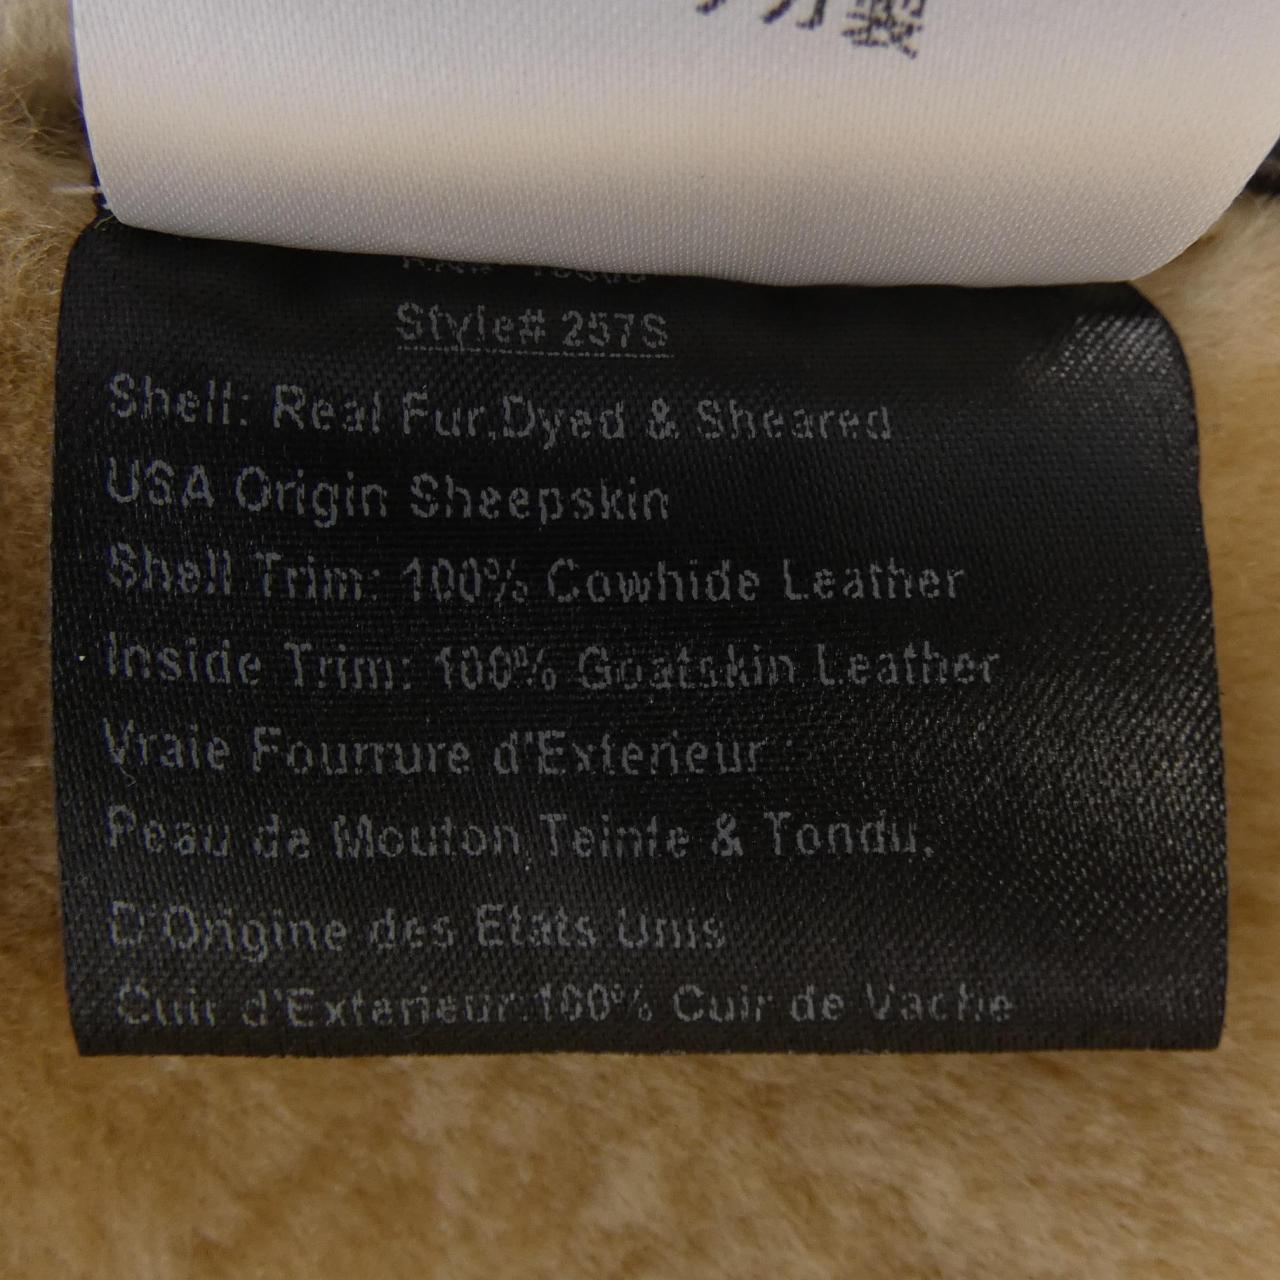 製
Style# 257S
Shell: Real Fur,Dyed & Sheared
USA Origin Sheepskin
Shell Trim: 100% Cowhide Leather
Inside Trim: 100% Goatskin Leather
Vraie Fourrure d'Exterieur :
Peau de Mouton, Teinte & Tondu,
D'Origine des Etats Unis
Cuir d'Exterieur:100% Cuir de Vache